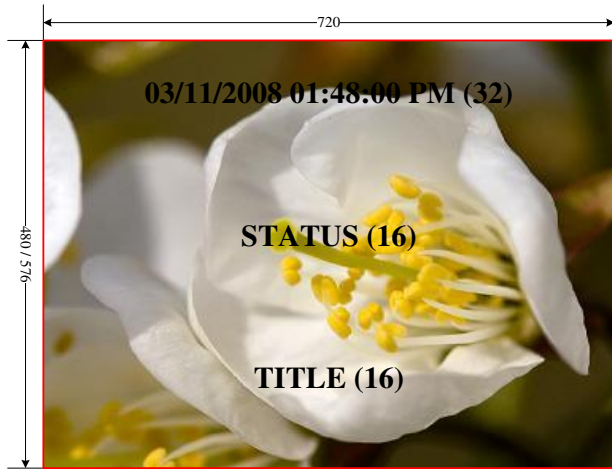 720
480 / 576
03/11/2008 01:48:00 PM (32)
STATUS (16)
TITLE (16)